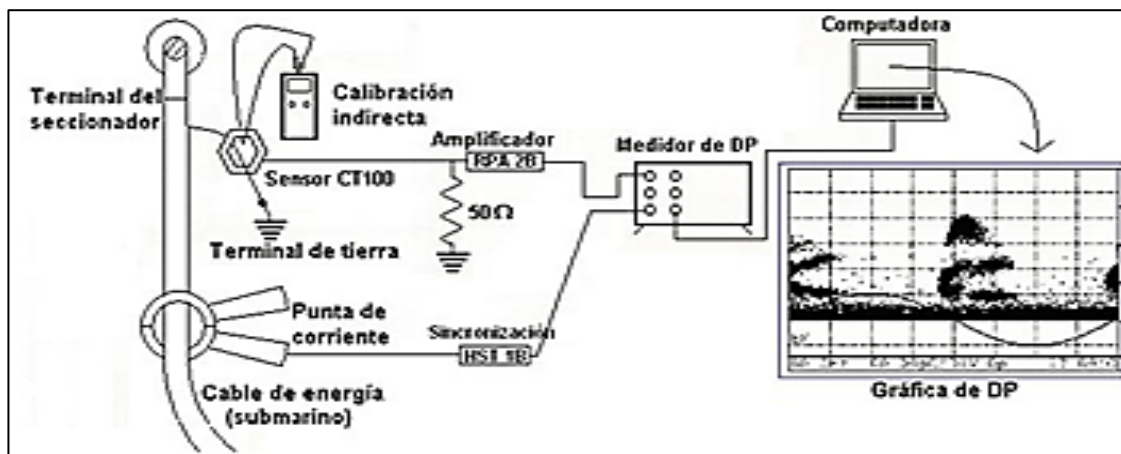 Computadora
Terminal del
seccionador
Calibración
indirecta
Amplificador
RPA 2B
Medidor de DP
Sensor CT100
50Ω
Terminal de tierra
Punta de
corriente
Sincronización
HST 1B
Cable de energía
(submarino)
Gráfica de DP